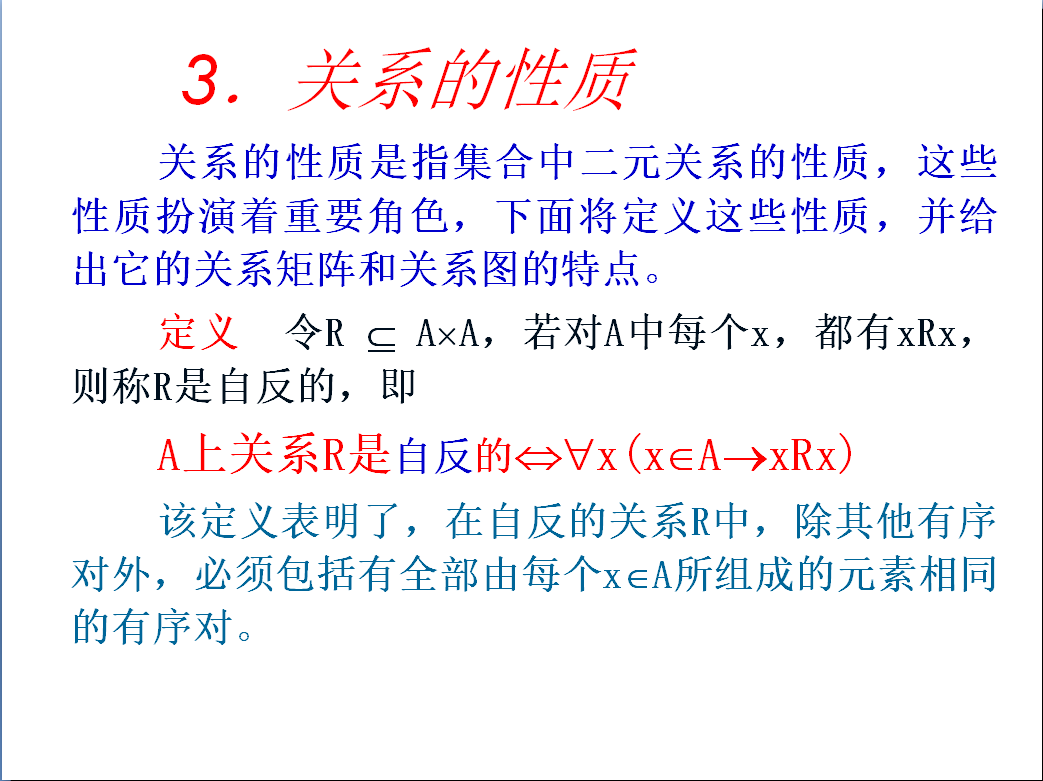 3. 关系的性质
关系的性质是指集合中二元关系的性质，这些
性质扮演着重要角色，下面将定义这些性质，并给
出它的关系矩阵和关系图的特点。
定义 令R ⊆ A×A，若对A中每个x，都有xRx，
则称R是自反的，即
A上关系R是自反的⇔∀x(x∈A→xRx)
该定义表明了，在自反的关系R中，除其他有序
对外，必须包括有全部由每个x∈A所组成的元素相同
的有序对。